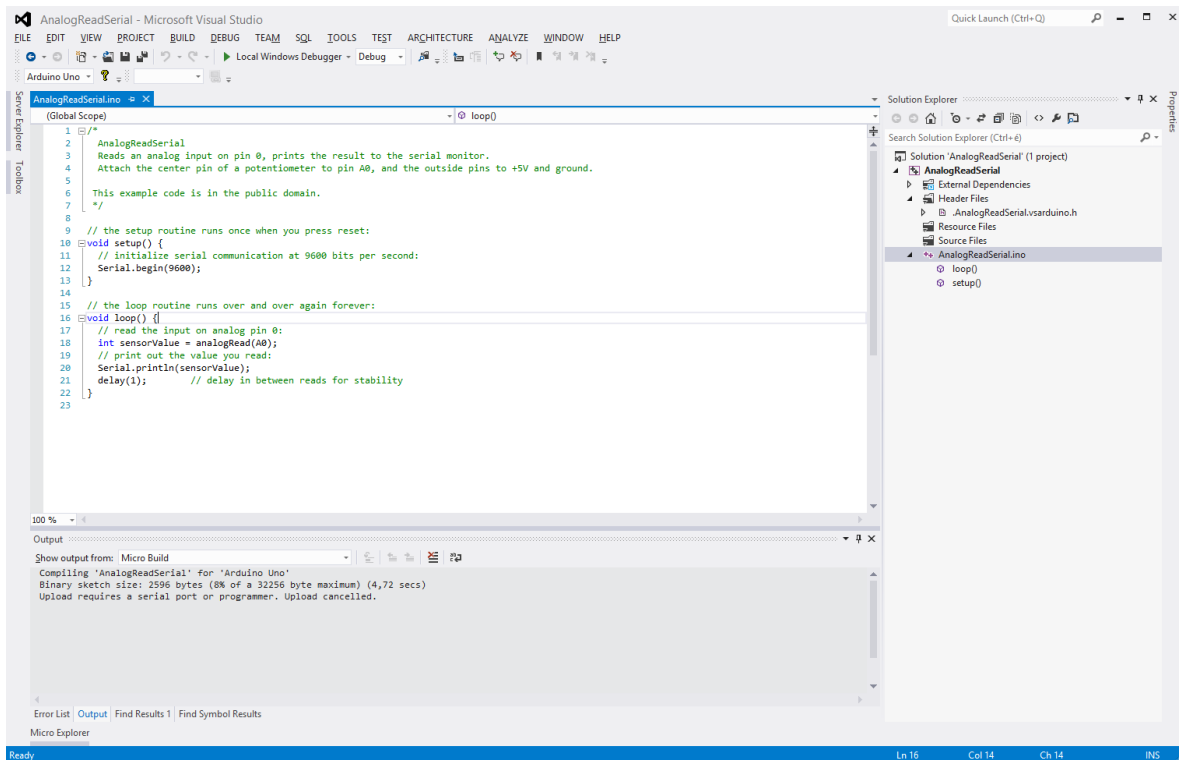 AnalogReadSerial - Microsoft Visual Studio
Quick Launch (Ctrl+Q)
FILE EDIT VIEW PROJECT BUILD DEBUG TEAM SQL TOOLS TEST ARCHITECTURE ANALYZE WINDOW HELP
Local Windows Debugger Debug
Arduino Uno
Server Explorer
Toolbox
AnalogReadSerial.ino
(Global Scope) loop()
1 /*
2 AnalogReadSerial
3 Reads an analog input on pin 0, prints the result to the serial monitor.
4 Attach the center pin of a potentiometer to pin A0, and the outside pins to +5V and ground.
5
6 This example code is in the public domain.
7 */
8
9 // the setup routine runs once when you press reset:
10 void setup() {
11 // initialize serial communication at 9600 bits per second:
12 Serial.begin(9600);
13 }
14
15 // the loop routine runs over and over again forever:
16 void loop() {
17 // read the input on analog pin 0:
18 int sensorValue = analogRead(A0);
19 // print out the value you read:
20 Serial.println(sensorValue);
21 delay(1); // delay in between reads for stability
22 }
23
100 %
Output
Show output from: Micro Build
Compiling 'AnalogReadSerial' for 'Arduino Uno'
Binary sketch size: 2596 bytes (8% of a 32256 byte maximum) (4,72 secs)
Upload requires a serial port or programmer. Upload cancelled.
Error List Output Find Results 1 Find Symbol Results
Micro Explorer
Solution Explorer
Search Solution Explorer (Ctrl+é)
Solution 'AnalogReadSerial' (1 project)
AnalogReadSerial
External Dependencies
Header Files
.AnalogReadSerial.vsarduino.h
Resource Files
Source Files
AnalogReadSerial.ino
loop()
setup()
Properties
Ready Ln 16 Col 14 Ch 14 INS